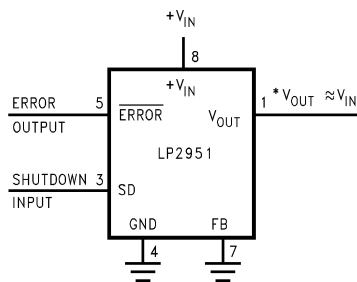 +VIN
8
+VIN
ERROR 5 ERROR 1 *VOUT ≈VIN
OUTPUT VOUT
LP2951
SHUTDOWN 3 SD
INPUT
GND FB
4 7